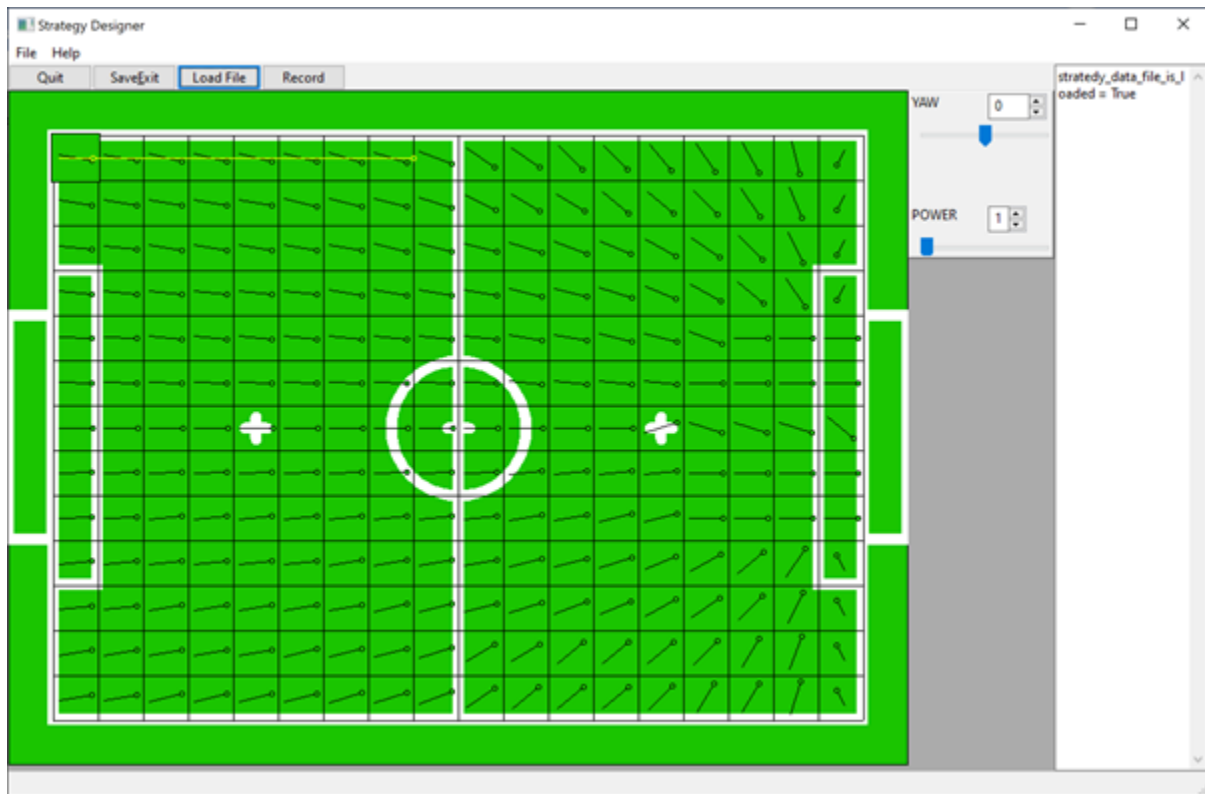 Strategy Designer
File Help
Quit SaveExit Load File Record
stratedy_data_file_is_l
oaded = True
YAW 0
POWER 1